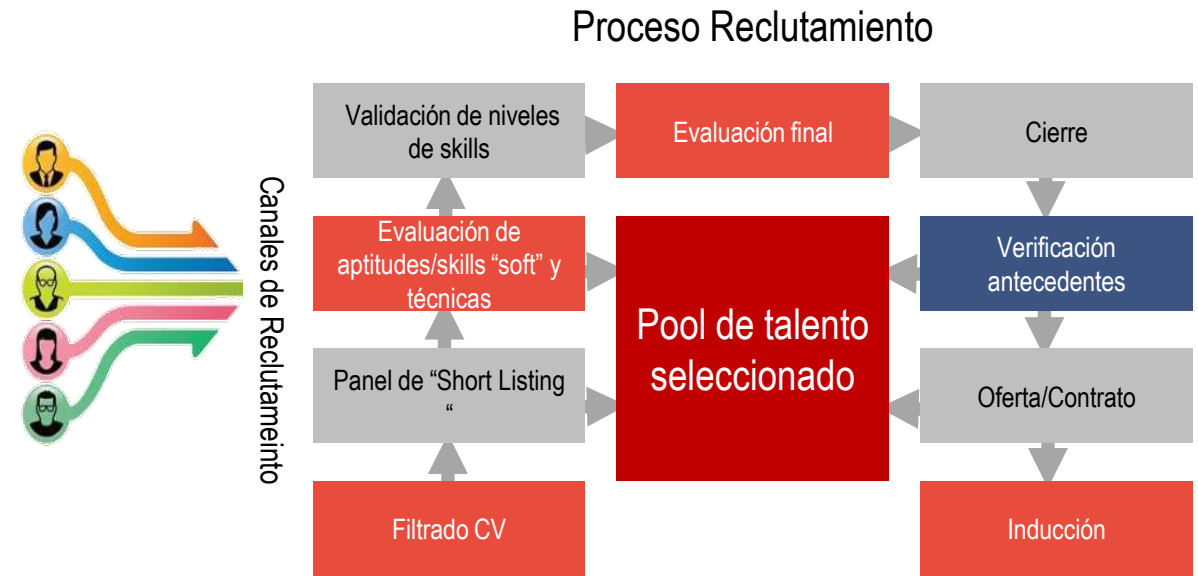 Proceso Reclutamiento
Canales de Reclutameinto
Validación de niveles
de skills
Evaluación final
Cierre
Evaluación de
aptitudes/skills “soft” y
técnicas
Pool de talento
seleccionado
Verificación
antecedentes
Panel de “Short Listing
“
Oferta/Contrato
Filtrado CV
Inducción